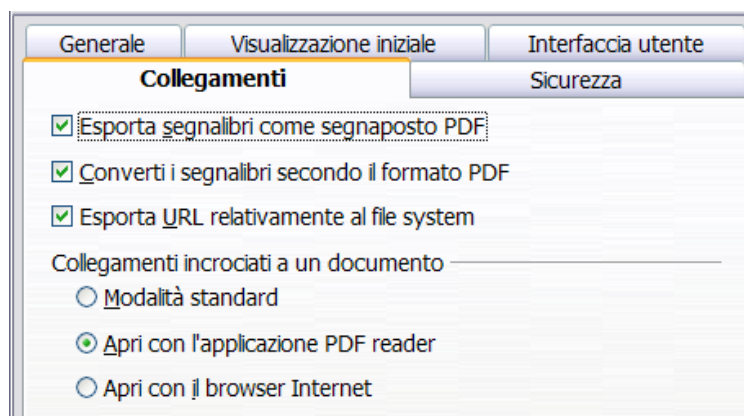 Generale Visualizzazione iniziale Interfaccia utente
Collegamenti Sicurezza
Esporta segnalibri come segnaposto PDF
Converti i segnalibri secondo il formato PDF
Esporta URL relativamente al file system
Collegamenti incrociati a un documento
Modalità standard
Apri con l'applicazione PDF reader
Apri con il browser Internet